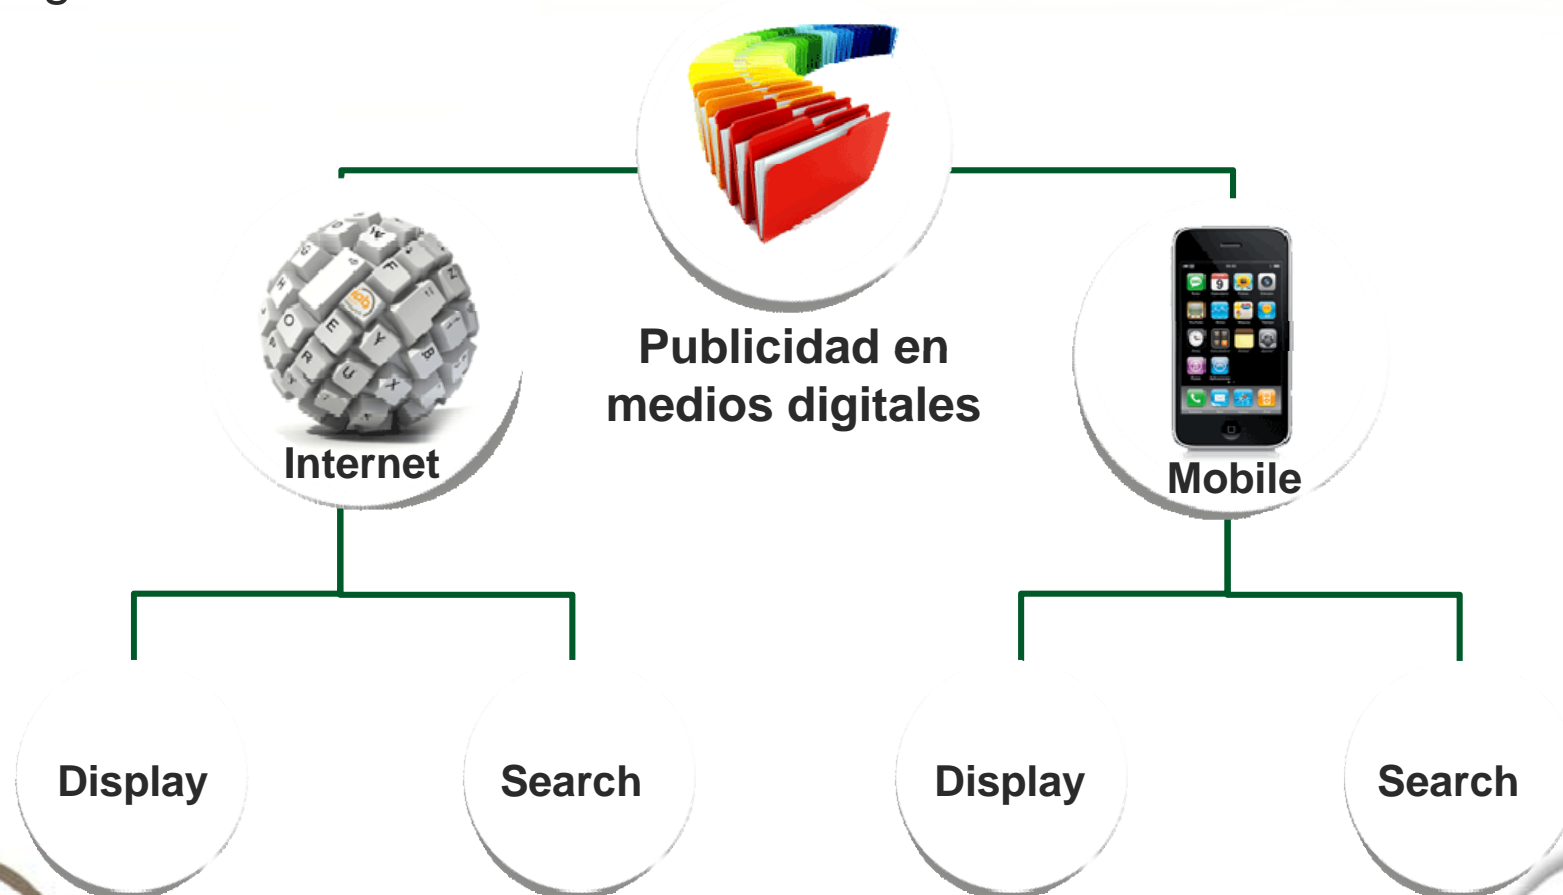 Publicidad en
medios digitales
Internet
Mobile
Display
Search
Display
Search